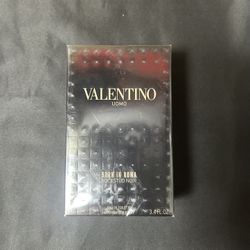 VALENTINO
UOMO
BORN IN ROMA
ROCKSTUD NOIR
3.4 FL. OZ.